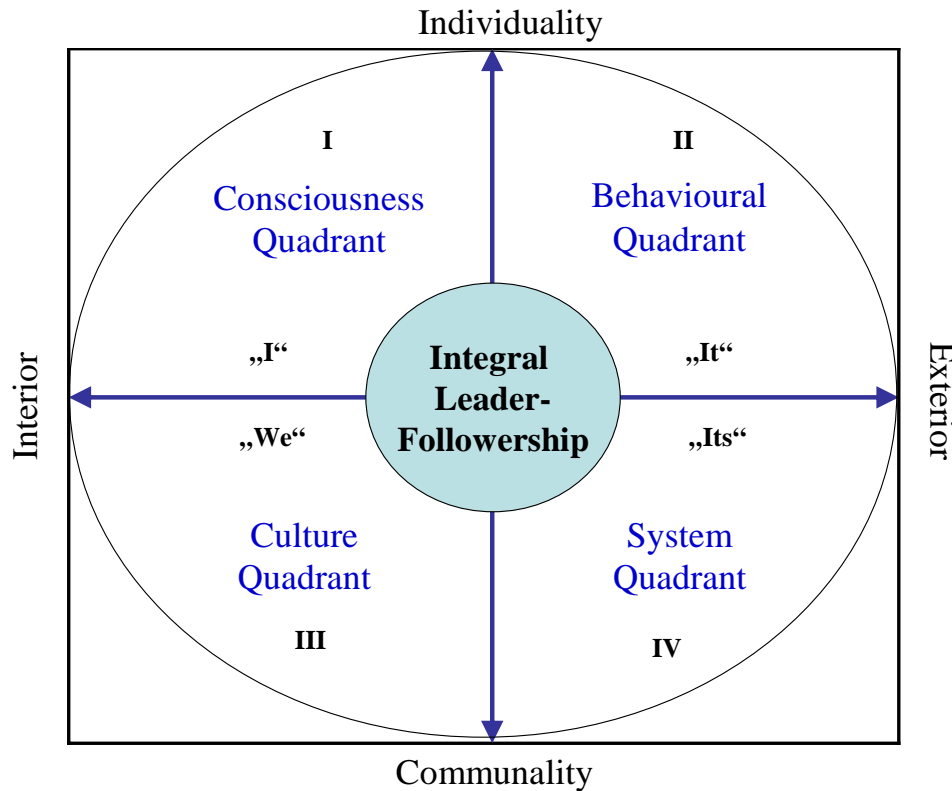 Individuality
I
II
Consciousness
Quadrant
Behavioural
Quadrant
„I“
„It“
Integral
Leader-
Followership
Interior
Exterior
„We“
„Its“
Culture
Quadrant
System
Quadrant
III
IV
Communality